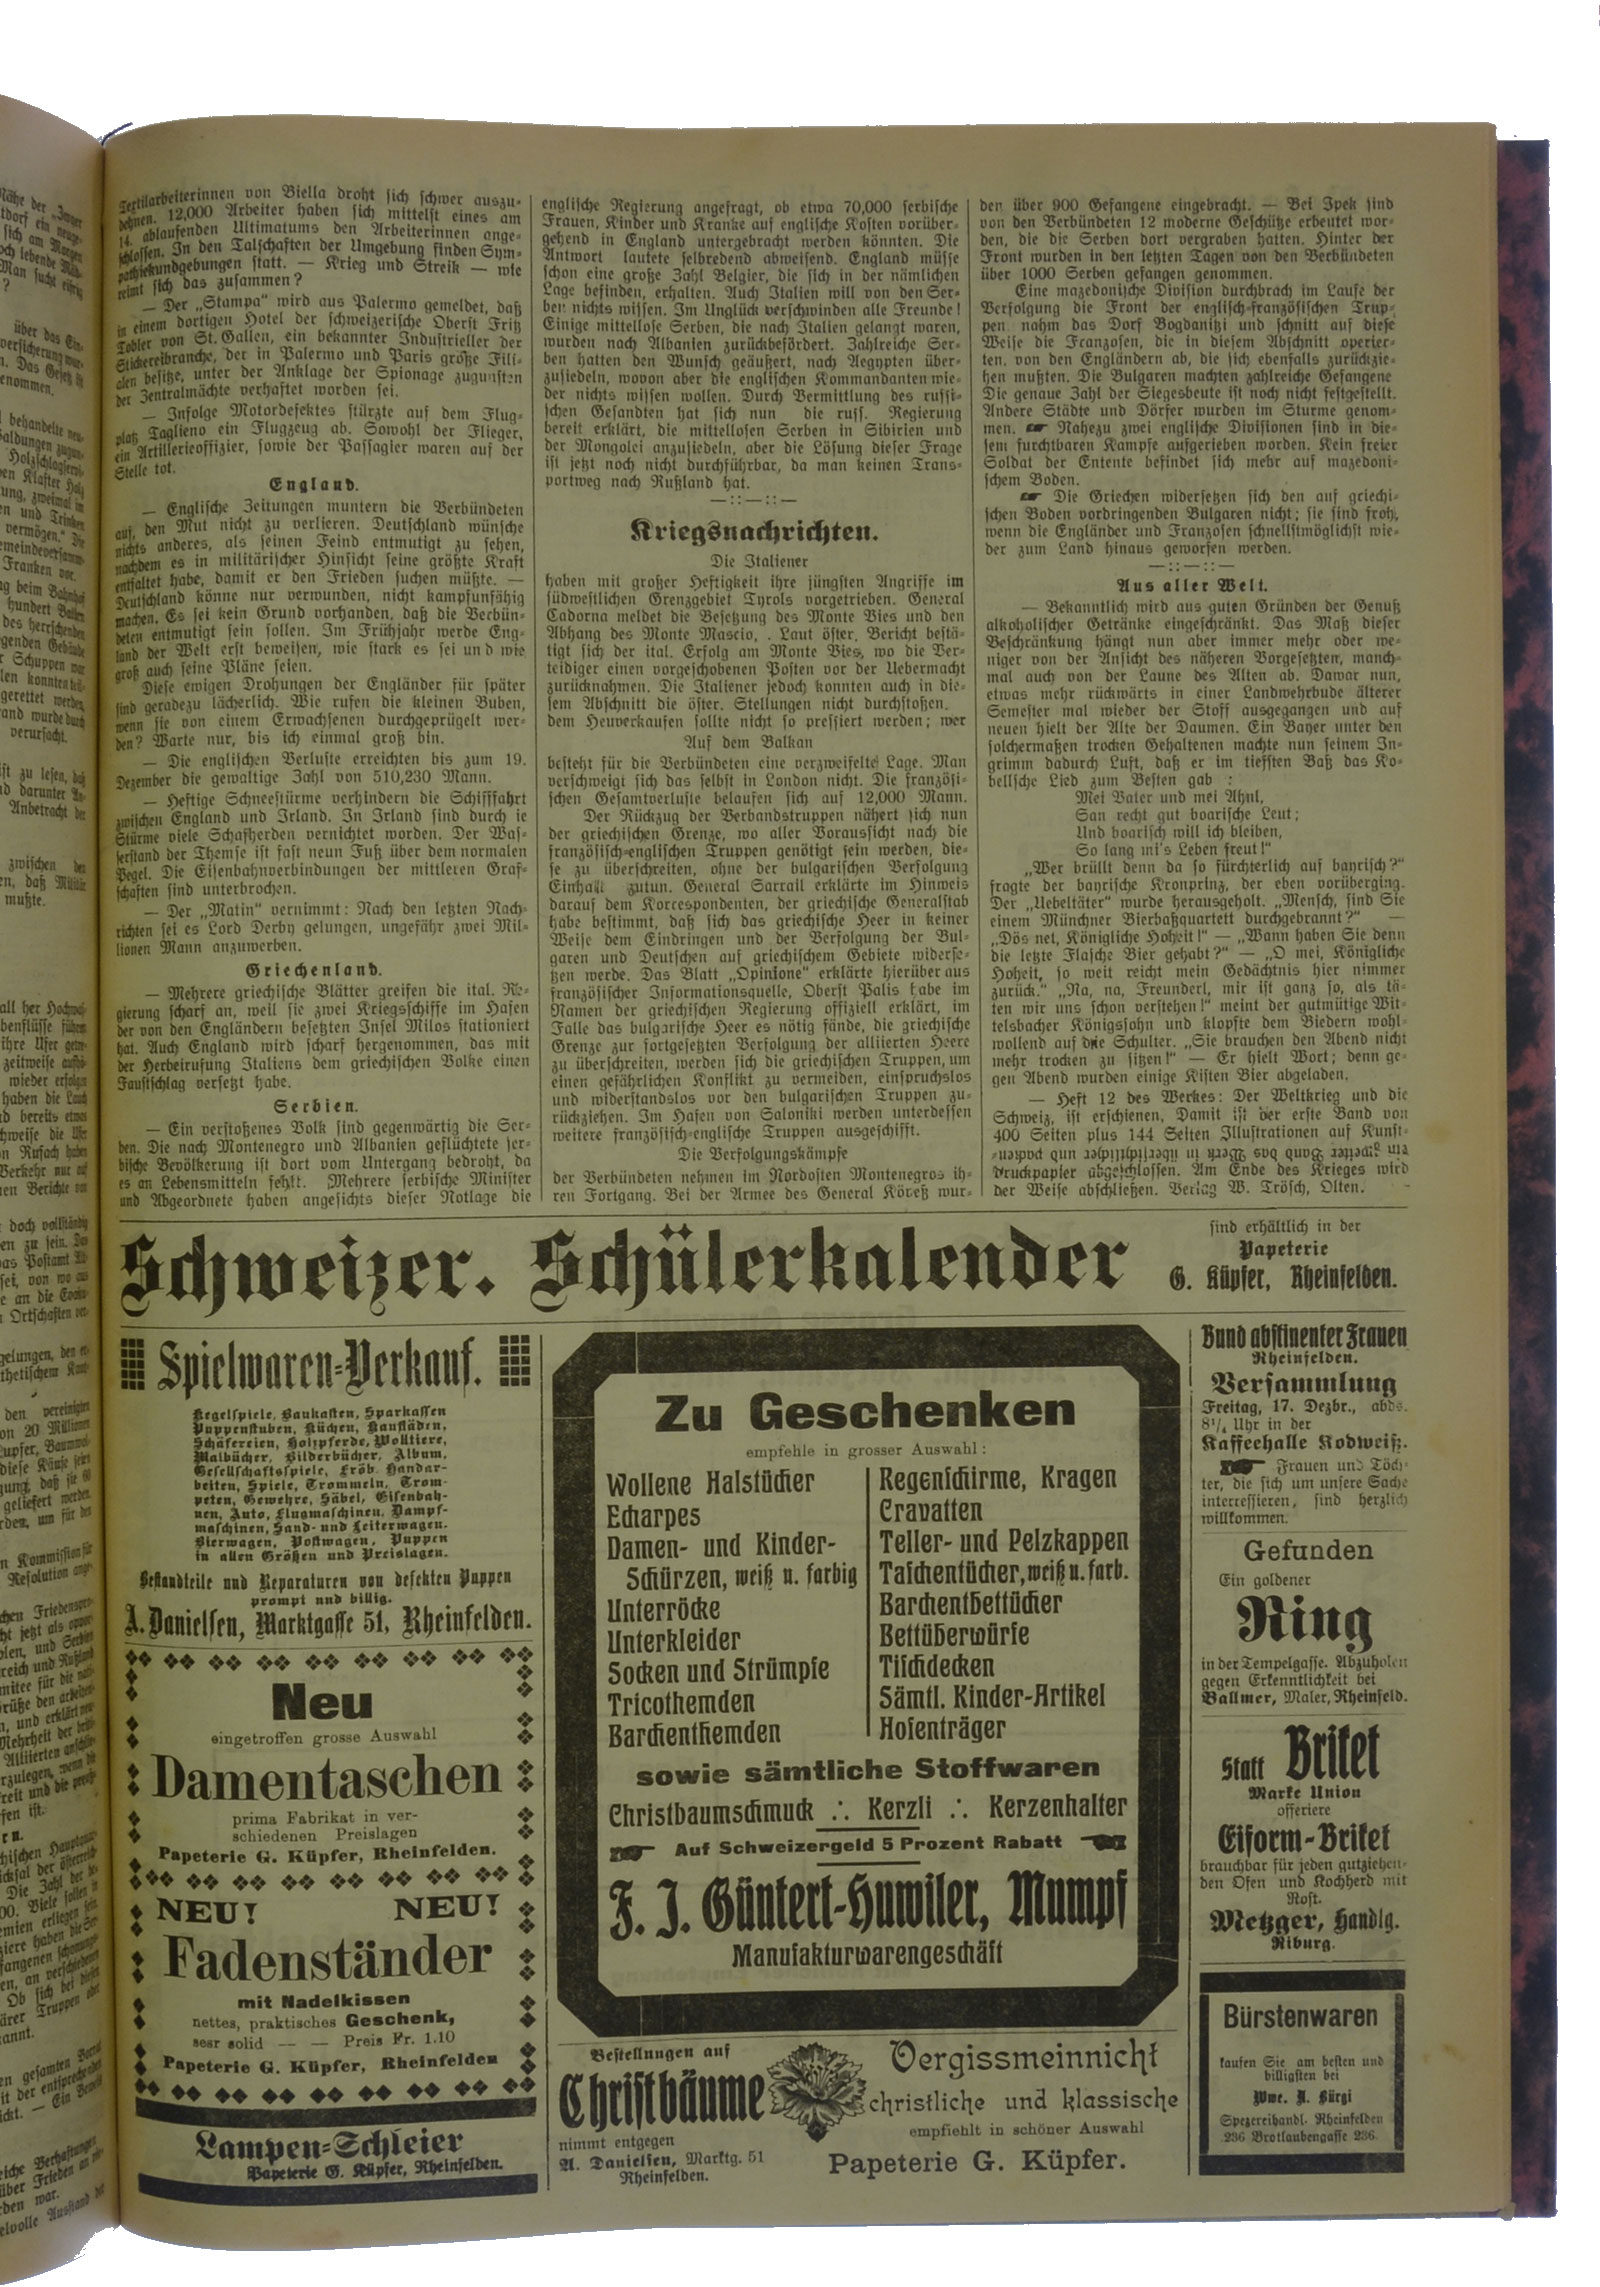 Textilarbeiterinnen von Biella droht sich schwer auszu-
dehnen. 12,000 Arbeiter haben sich mittelst eines am
14. ablaufenden Ultimatums den Arbeiterinnen ange-
schlossen. In den Talschaften der Umgebung finden Sym-
pathiekundgebungen statt. — Krieg und Streik — wie
reimt sich das zusammen?
— Der „Stampa“ wird aus Palermo gemeldet, daß
in einem dortigen Hotel der schweizerische Oberst Fritz
Tobler von St. Gallen, ein bekannter Industrieller der
Stickereibranche, der in Palermo und Paris große Fili-
alen besitze, unter der Anklage der Spionage zugunsten
der Zentralmächte verhaftet worden sei.
— Infolge Motordefektes stürzte auf dem Flug-
platz Taglieno ein Flugzeug ab. Sowohl der Flieger,
ein Artillerieoffizier, sowie der Passagier waren auf der
Stelle tot.
England.
— Englische Zeitungen muntern die Verbündeten
auf, den Mut nicht zu verlieren. Deutschland wünsche
nichts anderes, als seinen Feind entmutigt zu sehen,
nachdem es in militärischer Hinsicht seine größte Kraft
entfaltet habe, damit er den Frieden suchen müßte. —
Deutschland könne nur verwunden, nicht kampfunfähig
machen. Es sei kein Grund vorhanden, daß die Verbün-
deten entmutigt sein sollen. Im Frühjahr werde Eng-
land der Welt erst beweisen, wie stark es sei und wie
groß auch seine Pläne seien.
Diese ewigen Drohungen der Engländer für später
sind geradezu lächerlich. Wie rufen die kleinen Buben,
wenn sie von einem Erwachsenen durchgeprügelt wer-
den? Warte nur, bis ich einmal groß bin.
— Die englischen Verluste erreichten bis zum 19.
Dezember die gewaltige Zahl von 510,230 Mann.
— Heftige Schneestürme verhindern die Schifffahrt
zwischen England und Irland. In Irland sind durch ie
Stürme viele Schafherden vernichtet worden. Der Was-
serstand der Themse ist fast neun Fuß über dem normalen
Pegel. Die Eisenbahnverbindungen der mittleren Graf-
schaften sind unterbrochen.
— Der „Matin“ vernimmt: Nach den letzten Nach-
richten sei es Lord Derby gelungen, ungefähr zwei Mil-
lionen Mann anzuwerben.
Griechenland.
— Mehrere griechische Blätter greifen die ital. Re-
gierung scharf an, weil sie zwei Kriegsschiffe im Hafen
der von den Engländern besetzten Insel Milos stationiert
hat. Auch England wird scharf hergenommen, das mit
der Herbeirufung Italiens dem griechischen Volke einen
Faustschlag versetzt habe.
Serbien.
— Ein verstoßenes Volk sind gegenwärtig die Ser-
ben. Die nach Montenegro und Albanien geflüchtete ser-
bische Bevölkerung ist dort vom Untergang bedroht, da
es an Lebensmitteln fehlt. Mehrere serbische Minister
und Abgeordnete haben angesichts dieser Notlage die
englische Regierung angefragt, ob etwa 70,000 serbische
Frauen, Kinder und Kranke auf englische Kosten vorüber-
gehend in England untergebracht werden könnten. Die
Antwort lautete selbredend abweisend. England müsse
schon eine große Zahl Belgier, die sich in der nämlichen
Lage befinden, erhalten. Auch Italien will von den Ser-
ben nichts wissen. Im Unglück verschwinden alle Freunde!
Einige mittellose Serben, die nach Italien gelangt waren,
wurden nach Albanien zurückbefördert. Zahlreiche Ser-
ben hatten den Wunsch geäußert, nach Aegypten über-
zusiedeln, wovon aber die englischen Kommandanten wie-
der nichts wissen wollen. Durch Vermittlung des russi-
schen Gesandten hat sich nun die russ. Regierung
bereit erklärt, die mittellosen Serben in Sibirien und
der Mongolei anzusiedeln, aber die Lösung dieser Frage
ist jetzt noch nicht durchführbar, da man keinen Trans-
portweg nach Rußland hat.
—::—::—
Kriegsnachrichten.
Die Italiener
haben mit großer Heftigkeit ihre jüngsten Angriffe im
südwestlichen Grenzgebiet Tyrols vorgetrieben. General
Cadorna meldet die Besetzung des Monte Vies und den
Abhang des Monte Mascio, . Laut öster. Bericht bestä-
tigt sich der ital. Erfolg am Monte Vies, wo die Ver-
teidiger einen vorgeschobenen Posten vor der Uebermacht
zurücknahmen. Die Italiener jedoch konnten auch in die-
sem Abschnitt die öster. Stellungen nicht durchstoßen.
dem Heuverkaufen sollte nicht so pressiert werden; wer
Auf dem Balkan
besteht für die Verbündeten eine verzweifelte Lage. Man
verschweigt sich das selbst in London nicht. Die französi-
schen Gesamtverluste belaufen sich auf 12,000 Mann.
Der Rückzug der Verbandstruppen nähert sich nun
der griechischen Grenze, wo aller Voraussicht nach die
französisch-englischen Truppen genötigt sein werden, die-
se zu überschreiten, ohne der bulgarischen Verfolgung
Einhalt zutun. General Sarrail erklärte im Hinweis
darauf dem Korrespondenten, der griechische Generalstab
habe bestimmt, daß sich das griechische Heer in keiner
Weise dem Eindringen und der Verfolgung der Bul-
garen und Deutschen auf griechischem Gebiete widerse-
tzen werde. Das Blatt „Opinione“ erklärte hierüber aus
französischer Informationsquelle, Oberst Palis habe im
Namen der griechischen Regierung offiziell erklärt, im
Falle das bulgarische Heer es nötig fände, die griechische
Grenze zur fortgesetzten Verfolgung der alliierten Heere
zu überschreiten, werden sich die griechischen Truppen, um
einen gefährlichen Konflikt zu vermeiden, einspruchslos
und widerstandslos vor den bulgarischen Truppen zu-
rückziehen. Im Hafen von Saloniki werden unterdessen
weitere französisch-englische Truppen ausgeschifft.
Die Verfolgungskämpfe
der Verbündeten nehmen im Nordosten Montenegros ih-
ren Fortgang. Bei der Armee des General Köveß wur-
den über 900 Gefangene eingebracht. — Bei Ipek sind
von den Verbündeten 12 moderne Geschütze erbeutet wor-
den, die die Serben dort vergraben hatten. Hinter der
Front wurden in den letzten Tagen von den Verbündeten
über 1000 Serben gefangen genommen.
Eine mazedonische Division durchbrach im Laufe der
Verfolgung die Front der englisch-französischen Trup-
pen nahm das Dorf Bogdanitzi und schnitt auf diese
Weise die Franzosen, die in diesem Abschnitt operier-
ten, von den Engländern ab, die sich ebenfalls zurückzie-
hen mußten. Die Bulgaren machten zahlreiche Gefangene
Die genaue Zahl der Siegesbeute ist noch nicht festgestellt.
Andere Städte und Dörfer wurden im Sturme genom-
men. ☛ Nahezu zwei englische Divisionen sind in die-
sem furchtbaren Kampfe aufgerieben worden. Kein freier
Soldat der Entente befindet sich mehr auf mazedoni-
schem Boden.
☛ Die Griechen widersetzen sich den auf griechi-
schen Boden vordringenden Bulgaren nicht; sie sind froh,
wenn die Engländer und Franzosen schnellstmöglichst wie-
der zum Land hinaus geworfen werden.
—::—::—
Aus aller Welt.
— Bekanntlich wird aus guten Gründen der Genuß
alkoholischer Getränke eingeschränkt. Das Maß dieser
Beschränkung hängt nun aber immer mehr oder we-
niger von der Ansicht des näheren Vorgesetzten, manch-
mal auch von der Laune des Alten ab. Dawar nun,
etwas mehr rückwärts in einer Landwehrbude älterer
Semester mal wieder der Stoff ausgegangen und auf
neuen hielt der Alte der Daumen. Ein Bayer unter den
solchermaßen trocken Gehaltenen machte nun seinem In-
grimm dadurch Luft, daß er im tiefsten Baß das Ko-
bellsche Lied zum Besten gab :
Mei Vater und mei Ahnl,
San recht gut boarische Leut;
Und boarisch will ich bleiben,
So lang mi's Leben freut!“
„Wer brüllt denn da so fürchterlich auf bayrisch?“
fragte der bayrische Kronprinz, der eben vorüberging.
Der „Uebeltäter“ wurde herausgeholt. „Mensch, sind Sie
einem Münchner Bierbaßquartett durchgebrannt?“ —
„Dös net, Königliche Hoheit!“ — „Wann haben Sie denn
die letzte Flasche Bier gehabt?“ — „O mei, Königliche
Hoheit, so weit reicht mein Gedächtnis hier nimmer
zurück.“ „Na, na, Freunderl, mir ist ganz so, als tä-
ten wir uns schon verstehen!“ meint der gutmütige Wit-
telsbacher Königssohn und klopfte dem Biedern wohl-
wollend auf die Schulter. „Sie brauchen den Abend nicht
mehr trocken zu sitzen!“ — Er hielt Wort; denn ge-
gen Abend wurden einige Kisten Bier abgeladen.
— Heft 12 des Werkes: Der Weltkrieg und die
Schweiz, ist erschienen. Damit ist der erste Band von
400 Seiten plus 144 Seiten Illustrationen auf Kunst-
ein zweiter Band das Werk in
druckpapier abgeschlossen. Am Ende des Krieges wird
der Weise abschließen. Verlag W. Trösch, Olten.
Schweizer. Schülerkalender
sind erhältlich in der
Papeterie
G. Küpfer, Rheinfelden.
Spielwaren-Verkauf.
Kegelspiele, Baukasten, Sparkassen
Puppenstuben, Küchen, Kaufläden,
Schäfereien, Holzpferde, Wolltiere,
Malbücher, Bilderbücher, Album,
Gesellschaftsspiele, Fröb. Handar-
beiten, Spiele, Trommeln, Trom-
peten, Gewehre, Säbel, Eisenbah-
nen, Auto, Flugmaschinen, Dampf-
maschinen, Hand- und Leiterwagen.
Bierwagen, Postwagen, Puppen
in allen Größen und Preislagen.
Bestandteile und Reparaturen von defekten Puppen
prompt und billig.
A. Danielsen, Marktgasse 51, Rheinfelden.
Neu
eingetroffen grosse Auswahl
Damentaschen
prima Fabrikat in ver-
schiedenen Preislagen
Papeterie G. Küpfer, Rheinfelden.
NEU! NEU!
Fadenständer
mit Nadelkissen
nettes, praktisches Geschenk,
sesr solid — — Preis Fr. 1.10
Papeterie G. Küpfer, Rheinfelden
Lampen-Schleier
Papeterie G. Küpfer, Rheinfelden.
Zu Geschenken
empfehle in grosser Auswahl:
Wollene Halstücher
Echarpes
Damen- und Kinder-
Schürzen, weiß u. farbig
Unterröcke
Unterkleider
Socken und Strümpfe
Tricothemden
Barchenthemden
Regenschirme, Kragen
Cravatten
Teller- und Pelzkappen
Taschentücher, weiß u. farb.
Barchentbettücher
Bettüberwürfe
Tischdecken
Sämtl. Kinder-Artikel
Hosenträger
sowie sämtliche Stoffwaren
Christbaumschmuck ∴ Kerzli ∴ Kerzenhalter
☛ Auf Schweizergeld 5 Prozent Rabatt ☚
F. J. Güntert-Huwiler, Mumpf
Manufakturwarengeschäft
Bestellungen auf
Christbäume
nimmt entgegen
A. Danielsen, Marktg. 51
Rheinfelden.
Vergissmeinnicht
christliche und klassische
empfiehlt in schöner Auswahl
Papeterie G. Küpfer.
Bund abstinenter Frauen
Rheinfelden.
Versammlung
Freitag, 17. Dezbr., abds.
8¼ Uhr in der
Kaffeehalle Kodweiß.
☛ Frauen und Töch-
ter, die sich um unsere Sache
interressieren, sind herzlich
willkommen.
Gefunden
Ein goldener
Ring
in der Tempelgasse. Abzuholen
gegen Erkenntlichkeit bei
Ballmer, Maler, Rheinfeld.
Statt Briket
Marke Union
offeriere
Eiform-Briket
brauchbar für jeden gutziehen-
den Ofen und Kochherd mit
Rost.
Metzger, Handlg.
Riburg.
Bürstenwaren
kaufen Sie am besten und
billigsten bei
Wwe. A. Bürgi
Spezereihandl. Rheinfelden
236 Brotlaubengasse 236